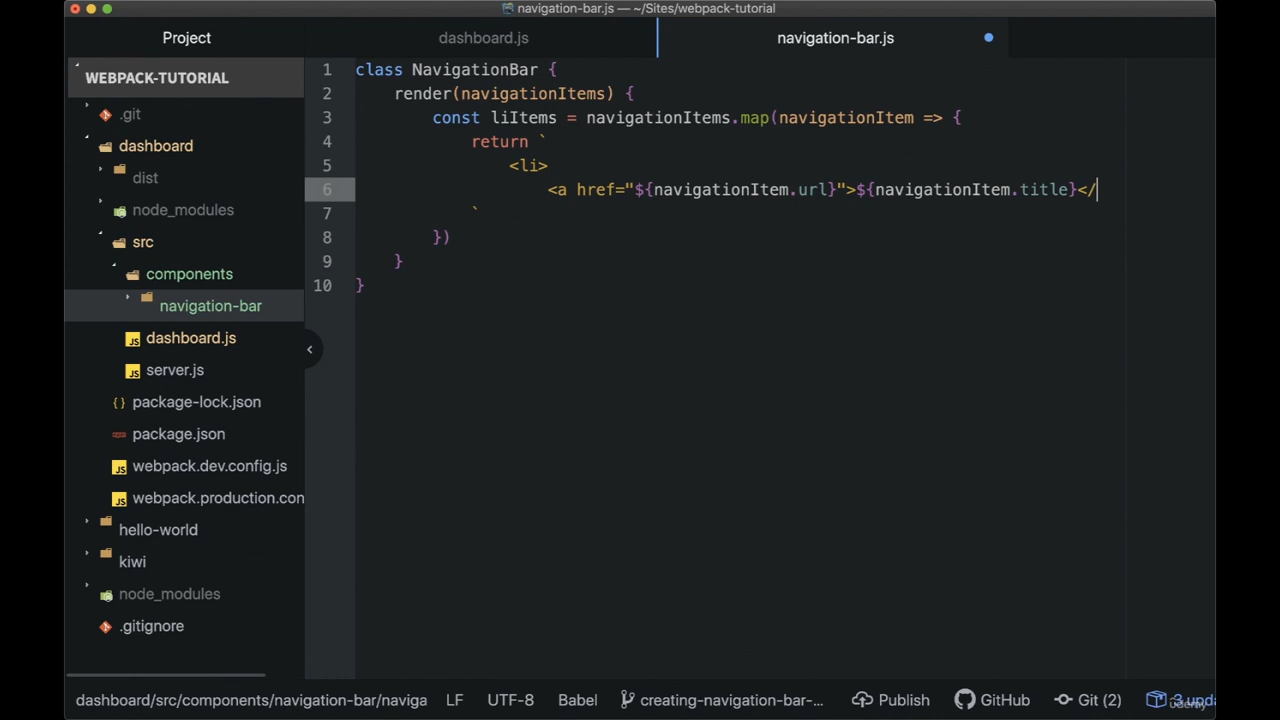 navigation-bar.js — ~/Sites/webpack-tutorial
Project
dashboard.js
navigation-bar.js
WEBPACK-TUTORIAL
.git
dashboard
dist
node_modules
src
components
navigation-bar
dashboard.js
server.js
package-lock.json
package.json
webpack.dev.config.js
webpack.production.con
hello-world
kiwi
node_modules
.gitignore
1 class NavigationBar {
2 render(navigationItems) {
3 const liItems = navigationItems.map(navigationItem => {
4 return `
5 <li>
6 <a href="${navigationItem.url}">${navigationItem.title}</
7 `
8 })
9 }
10 }
dashboard/src/components/navigation-bar/naviga LF UTF-8 Babel creating-navigation-bar-... Publish GitHub Git (2) 3 upda
udemy